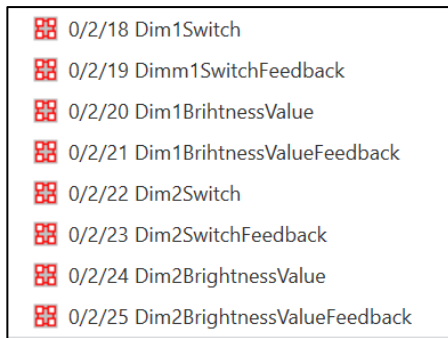 0/2/18 Dim1Switch
0/2/19 Dimm1SwitchFeedback
0/2/20 Dim1BrihtnessValue
0/2/21 Dim1BrihtnessValueFeedback
0/2/22 Dim2Switch
0/2/23 Dim2SwitchFeedback
0/2/24 Dim2BrightnessValue
0/2/25 Dim2BrightnessValueFeedback